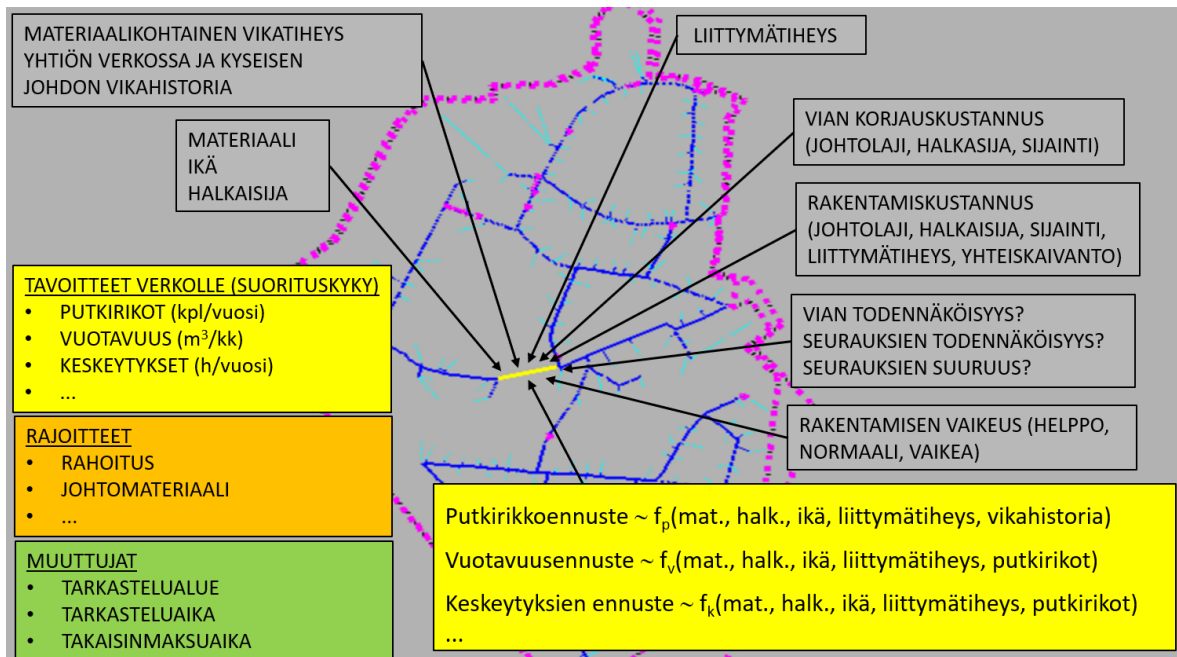 MATERIAALIKOHTAINEN VIKATIHEYS
YHTIÖN VERKOSSA JA KYSEISEN
JOHDON VIKAHISTORIA
LIITTYMÄTIHEYS
MATERIAALI
IKÄ
HALKAISIJA
VIAN KORJAUSKUSTANNUS
(JOHTOLAJI, HALKASIJA, SIJAINTI)
RAKENTAMISKUSTANNUS
(JOHTOLAJI, HALKAISIJA, SIJAINTI,
LIITTYMÄTIHEYS, YHTEISKAIVANTO)
VIAN TODENNÄKÖISYYS?
SEURAUKSIEN TODENNÄKÖISYYS?
SEURAUKSIEN SUURUUS?
RAKENTAMISEN VAIKEUS (HELPPO,
NORMAALI, VAIKEA)
TAVOITTEET VERKOLLE (SUORITUSKYKY)
• PUTKIRIKOT (kpl/vuosi)
• VUOTAVUUS (m³/kk)
• KESKEYTYKSET (h/vuosi)
• ...
RAJOITTEET
• RAHOITUS
• JOHTOMATERIAALI
• ...
MUUTTUJAT
• TARKASTELUALUE
• TARKASTELUAIKA
• TAKAISINMAKSUAIKA
Putkirikkoennuste ~ fₚ(mat., halk., ikä, liittymätiheys, vikahistoria)
Vuotavuusennuste ~ fᵥ(mat., halk., ikä, liittymätiheys, putkirikot)
Keskeytyksien ennuste ~ fₖ(mat., halk., ikä, liittymätiheys, putkirikot)
...